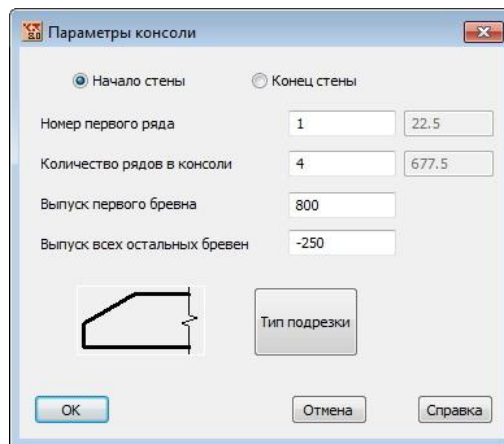 Параметры консоли
Начало стены Конец стены
Номер первого ряда 1 22.5
Количество рядов в консоли 4 677.5
Выпуск первого бревна 800
Выпуск всех остальных бревен -250
Тип подрезки
OK Отмена Справка